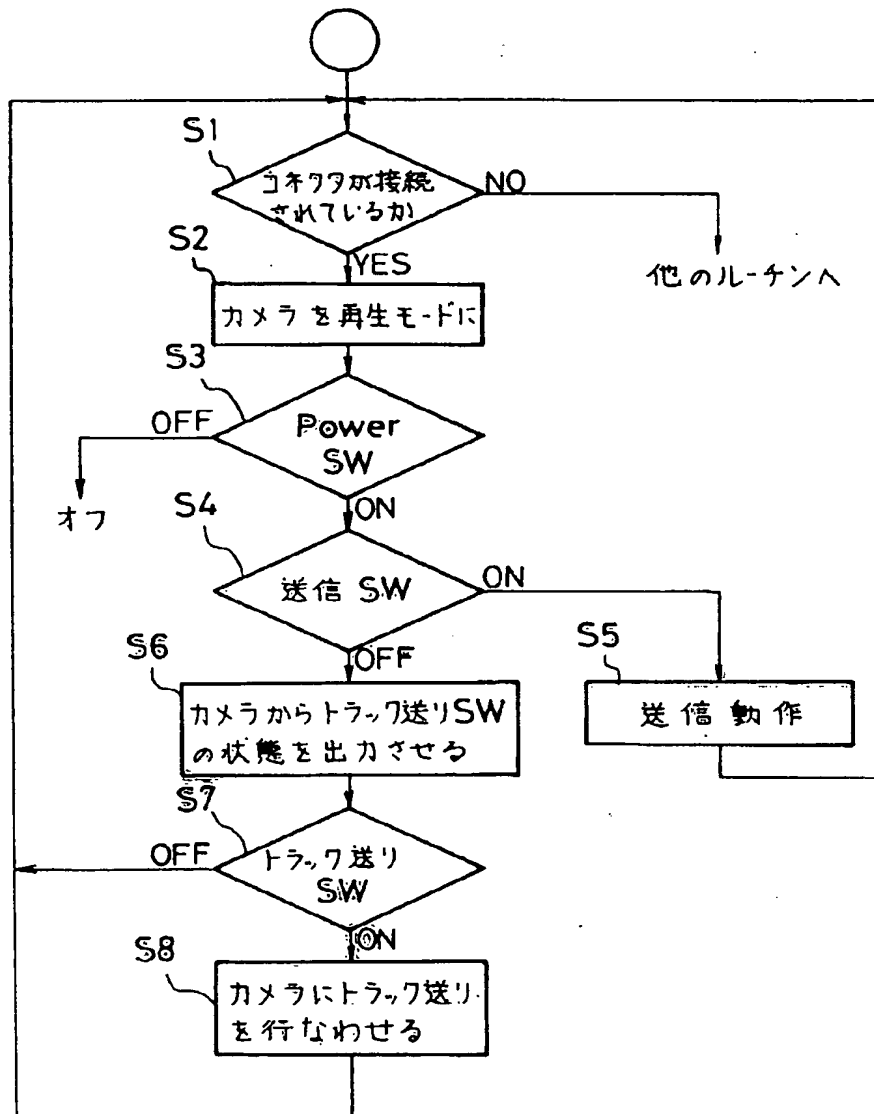 S1
コネクタが接続
されているか
NO
他のルーチンへ
YES
S2
カメラを再生モードに
S3
Power
SW
OFF
オフ
ON
S4
送信 SW
ON
OFF
S5
送信動作
S6
カメラからトラック送りSW
の状態を出力させる
S7
トラック送り
SW
OFF
ON
S8
カメラにトラック送り
を行なわせる